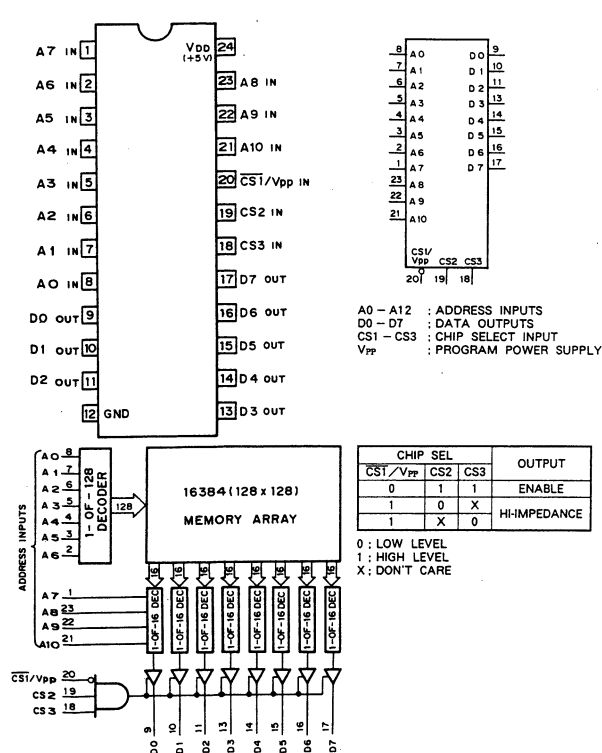 A7 IN 1
A6 IN 2
A5 IN 3
A4 IN 4
A3 IN 5
A2 IN 6
A1 IN 7
A0 IN 8
D0 OUT 9
D1 OUT 10
D2 OUT 11
12 GND
VDD 24
(+5V)
23 A8 IN
22 A9 IN
21 A10 IN
20 CS1/Vpp IN
19 CS2 IN
18 CS3 IN
17 D7 OUT
16 D6 OUT
15 D5 OUT
14 D4 OUT
13 D3 OUT
8 A0 D0 9
7 A1 D1 10
6 A2 D2 11
5 A3 D3 13
4 A4 D4 14
3 A5 D5 15
2 A6 D6 16
1 A7 D7 17
23 A8
22 A9
21 A10
CS1/
Vpp CS2 CS3
20 19 18
A0 – A12 : ADDRESS INPUTS
D0 – D7 : DATA OUTPUTS
CS1 – CS3 : CHIP SELECT INPUT
VPP : PROGRAM POWER SUPPLY
ADDRESS INPUTS
A0 8
A1 7
A2 6
A3 5
A4 4
A5 3
A6 2
1-OF-128
DECODER
128
16384 (128 x 128)
MEMORY ARRAY
16 16 16 16 16 16 16 16
A7 1
A8 23
A9 22
A10 21
1-OF-16 DEC
1-OF-16 DEC
1-OF-16 DEC
1-OF-16 DEC
1-OF-16 DEC
1-OF-16 DEC
1-OF-16 DEC
1-OF-16 DEC
CS1/Vpp 20
CS2 19
CS3 18
9 10 11 13 14 15 16 17
D0 D1 D2 D3 D4 D5 D6 D7
CHIP SEL OUTPUT
CS1/VPP CS2 CS3
0 1 1 ENABLE
1 0 X HI-IMPEDANCE
1 X 0
0 ; LOW LEVEL
1 ; HIGH LEVEL
X ; DON'T CARE